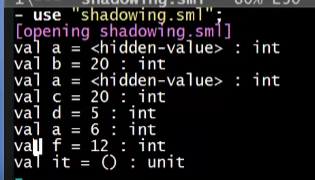 - use "shadowing.sml";
[opening shadowing.sml]
val a = <hidden-value> : int
val b = 20 : int
val a = <hidden-value> : int
val c = 20 : int
val d = 5 : int
val a = 6 : int
val f = 12 : int
val it = () : unit